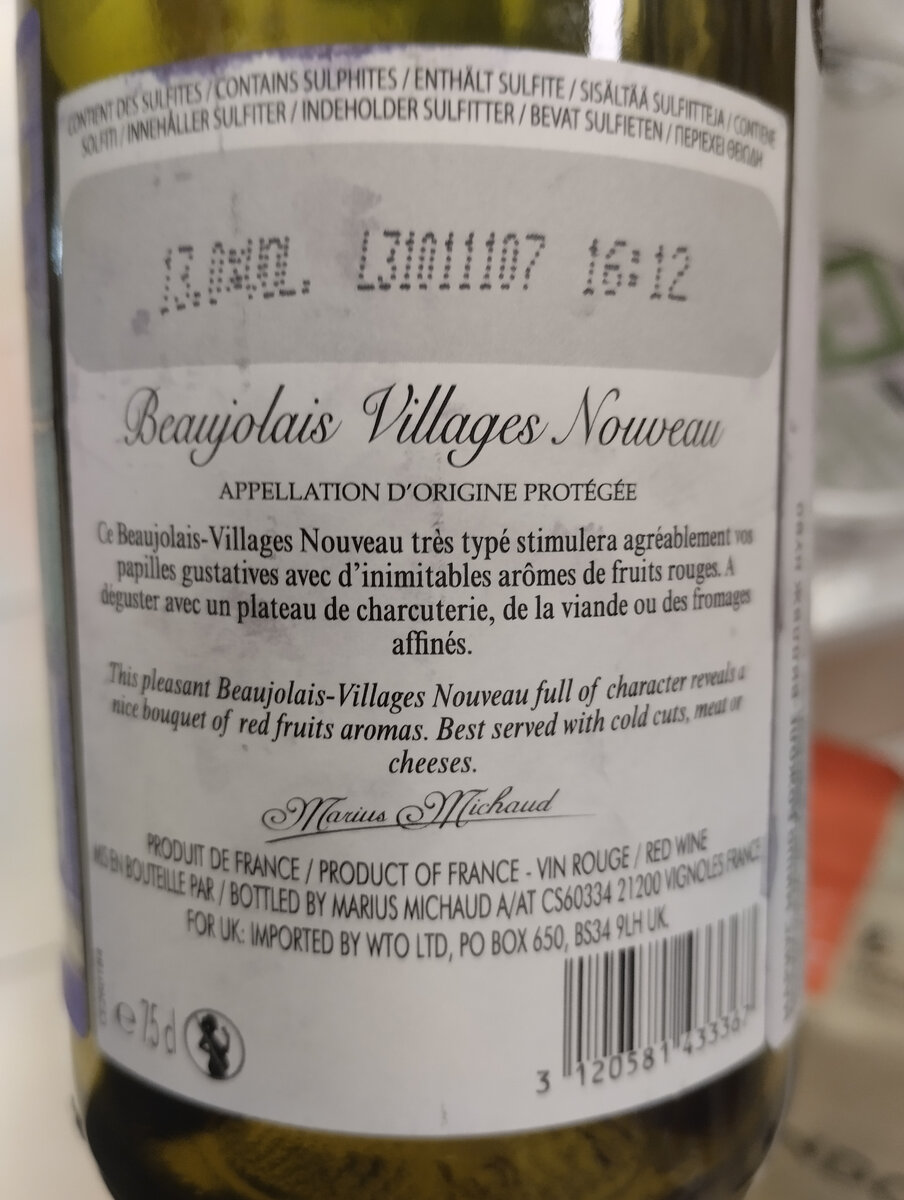 CONTIENT DES SULFITES / CONTAINS SULPHITES / ENTHÄLT SULFITE / SISÄLTÄÄ SULFIITTEJA / CONTIENE
SOLFITI / INNEHÅLLER SULFITER / INDEHOLDER SULFITTER / BEVAT SULFIETEN / ΠΕΡΙΕΧΕΙ ΘΕΙΩΔΗ
13.0%VOL. L31011107 16:12
Beaujolais Villages Nouveau
APPELLATION D'ORIGINE PROTÉGÉE
Ce Beaujolais-Villages Nouveau très typé stimulera agréablement vos
papilles gustatives avec d'inimitables arômes de fruits rouges. A
déguster avec un plateau de charcuterie, de la viande ou des fromages
affinés.
This pleasant Beaujolais-Villages Nouveau full of character reveals a
nice bouquet of red fruits aromas. Best served with cold cuts, meat or
cheeses.
Marius Michaud
PRODUIT DE FRANCE / PRODUCT OF FRANCE - VIN ROUGE / RED WINE
MIS EN BOUTEILLE PAR / BOTTLED BY MARIUS MICHAUD A/AT CS60334 21200 VIGNOLES FRANCE
FOR UK: IMPORTED BY WTO LTD, PO BOX 650, BS34 9LH UK.
e 75cl
3 120581 433367